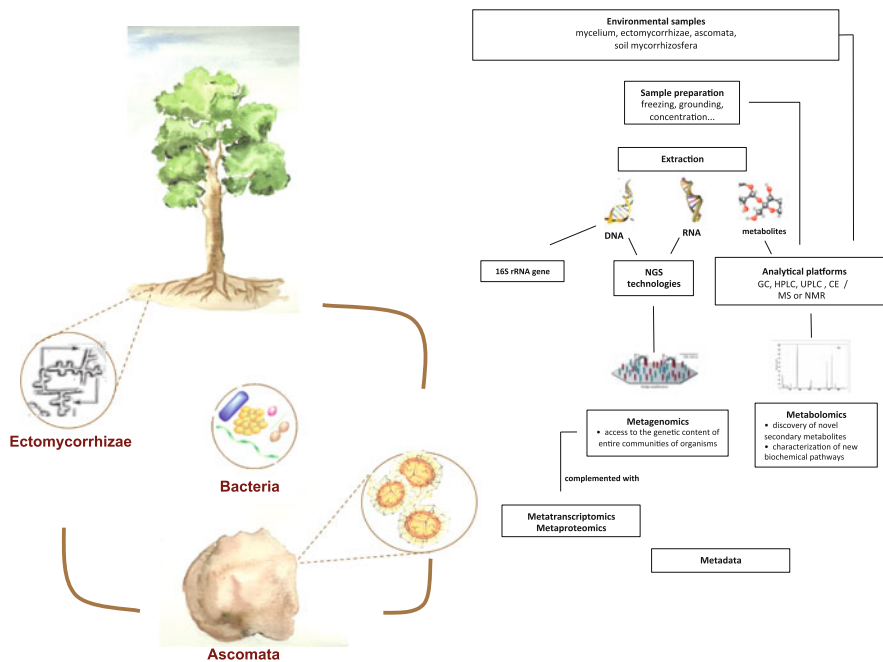 Ectomycorrhizae
Bacteria
Ascomata
Environmental samples
mycelium, ectomycorrhizae, ascomata,
soil mycorrhizosfera
Sample preparation
freezing, grounding,
concentration...
Extraction
DNA
RNA
metabolites
16S rRNA gene
NGS
technologies
Analytical platforms
GC, HPLC, UPLC , CE /
MS or NMR
Metagenomics
• access to the genetic content of
entire communities of organisms
Metabolomics
• discovery of novel
secondary metabolites
• characterization of new
biochemical pathways
complemented with
Metatranscriptomics
Metaproteomics
Metadata